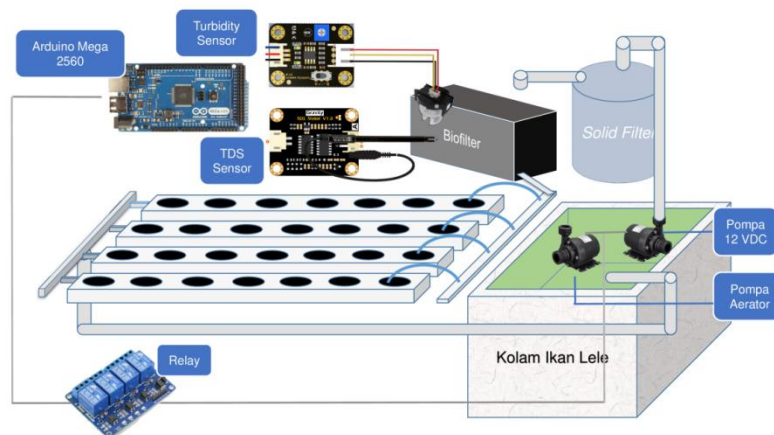 Turbidity
Sensor
Arduino Mega
2560
TDS
Sensor
Biofilter
Solid Filter
Pompa
12 VDC
Pompa
Aerator
Kolam Ikan Lele
Relay